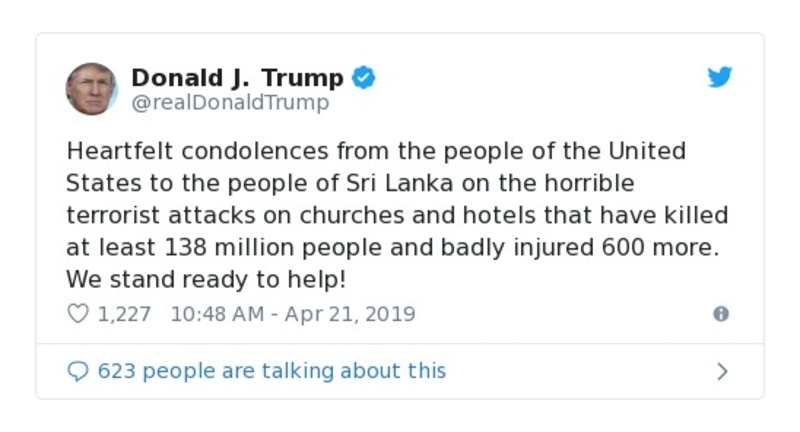 Donald J. Trump
@realDonaldTrump
Heartfelt condolences from the people of the United
States to the people of Sri Lanka on the horrible
terrorist attacks on churches and hotels that have killed
at least 138 million people and badly injured 600 more.
We stand ready to help!
1,227 10:48 AM - Apr 21, 2019
623 people are talking about this